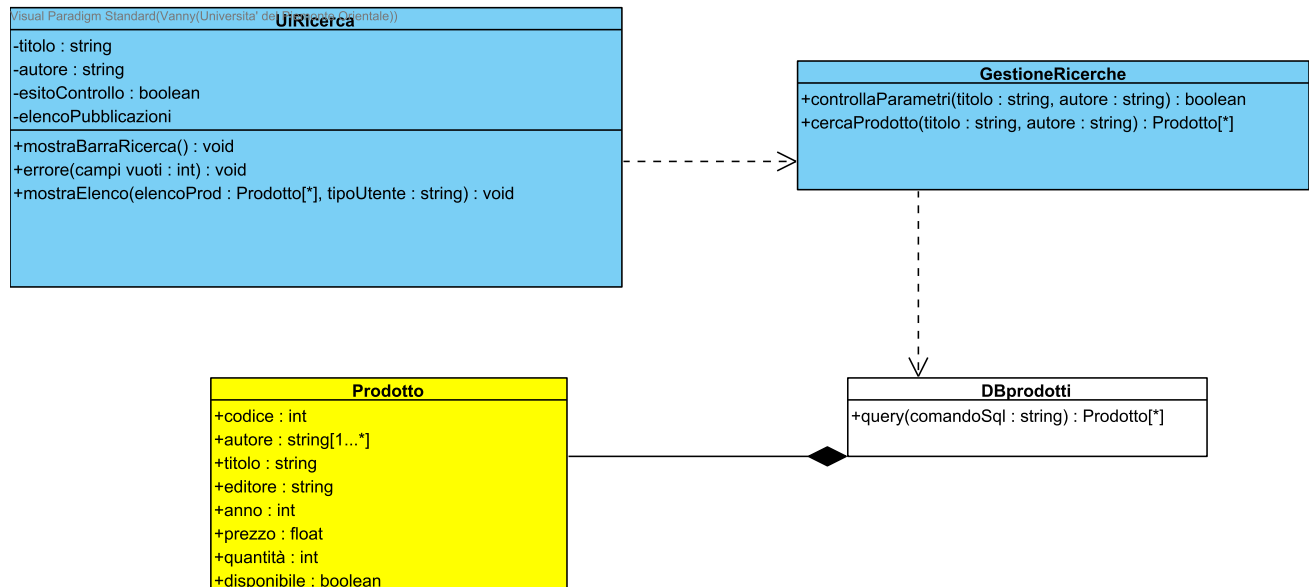 Visual Paradigm Standard(Vanny(Universita' del Piemonte Orientale))
UiRicerca
-titolo : string
-autore : string
-esitoControllo : boolean
-elencoPubblicazioni
+mostraBarraRicerca() : void
+errore(campi vuoti : int) : void
+mostraElenco(elencoProd : Prodotto[*], tipoUtente : string) : void
GestioneRicerche
+controllaParametri(titolo : string, autore : string) : boolean
+cercaProdotto(titolo : string, autore : string) : Prodotto[*]
Prodotto
+codice : int
+autore : string[1...*]
+titolo : string
+editore : string
+anno : int
+prezzo : float
+quantità : int
+disponibile : boolean
DBprodotti
+query(comandoSql : string) : Prodotto[*]